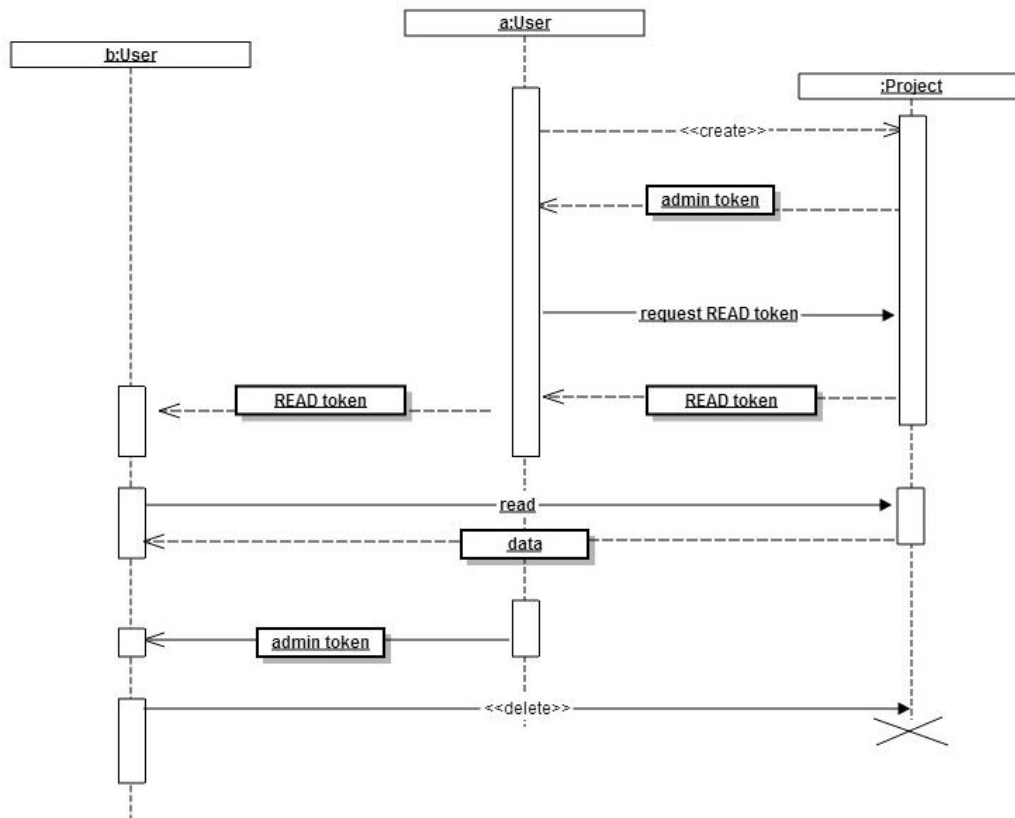 a:User
b:User
:Project
<<create>>
admin token
request READ token
READ token
READ token
read
data
admin token
<<delete>>